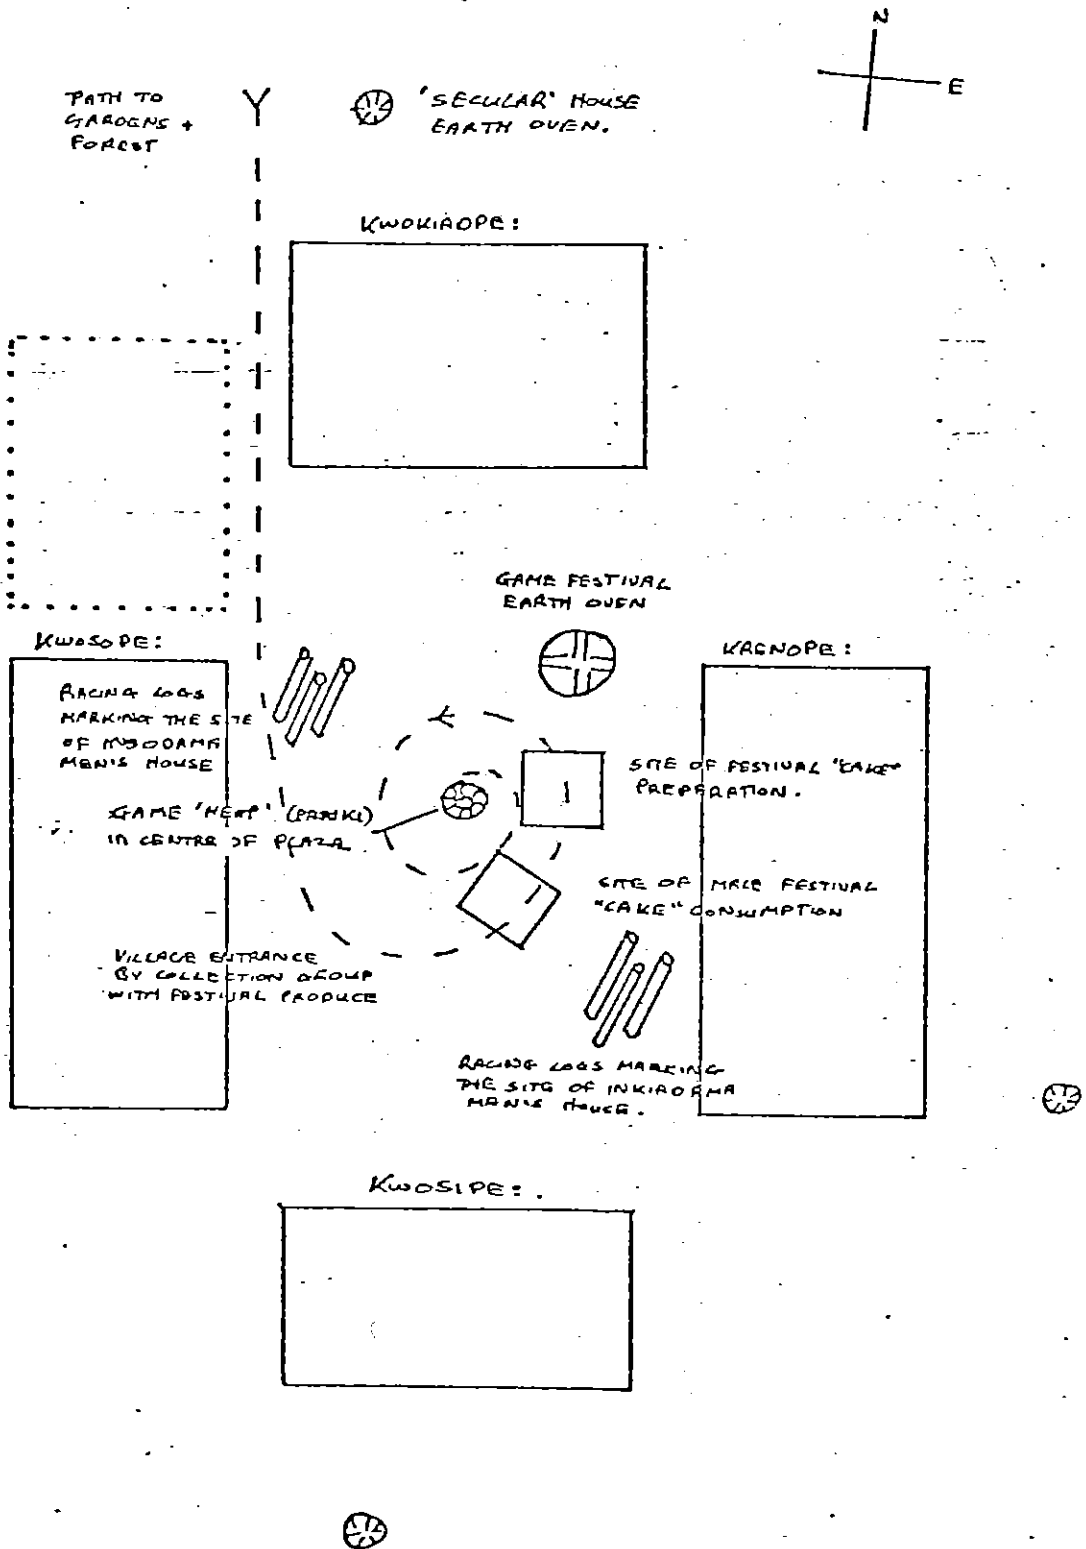 N
E
PATH TO
GARDENS +
FOREST
'SECULAR' HOUSE
EARTH OVEN.
KWOKIAOPE:
GAME FESTIVAL
EARTH OVEN
KWOSOPE:
KAGNOPE:
RACING LOGS
MARKING THE SITE
OF
MEN'S HOUSE
SITE OF FESTIVAL "CAKE"
PREPERATION.
GAME 'HEAP'
IN CENTRE OF PLAZA
SITE OF MALE FESTIVAL
"CAKE" CONSUMPTION
VILLAGE ENTRANCE
BY COLLECTION GROUP
WITH FESTIVAL PRODUCE
RACING LOGS MARKING
THE SITE OF INKIRORMA
MEN'S HOUSE.
KWOSIPE:.